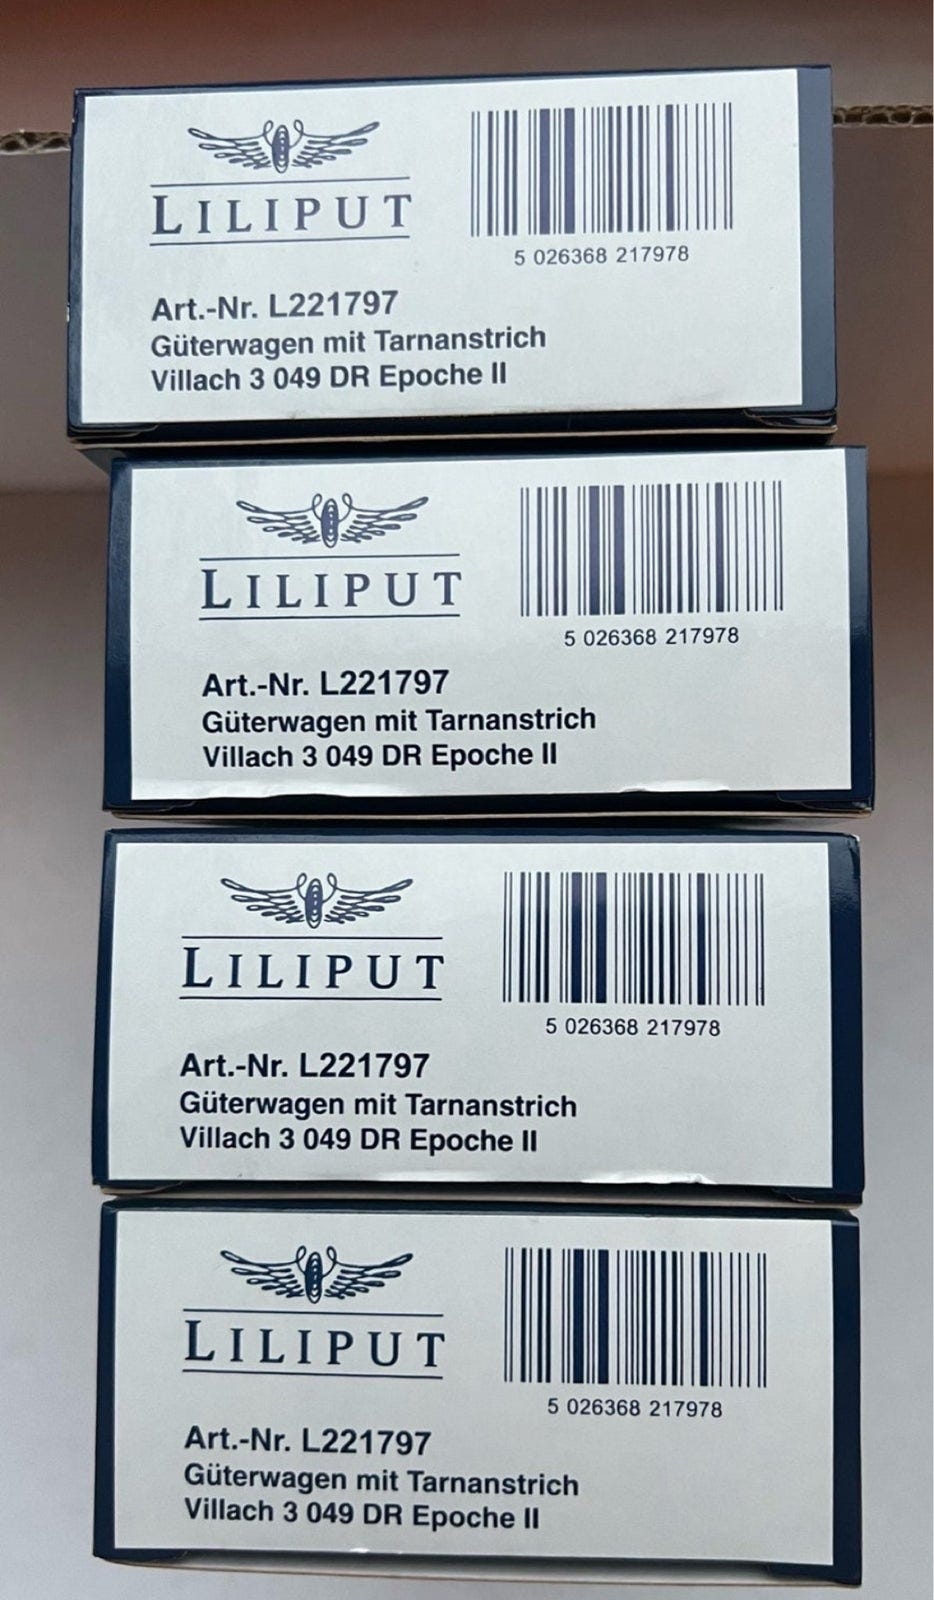 LILIPUT
5 026368 217978
Art.-Nr. L221797
Güterwagen mit Tarnanstrich
Villach 3 049 DR Epoche II
LILIPUT
5 026368 217978
Art.-Nr. L221797
Güterwagen mit Tarnanstrich
Villach 3 049 DR Epoche II
LILIPUT
5 026368 217978
Art.-Nr. L221797
Güterwagen mit Tarnanstrich
Villach 3 049 DR Epoche II
LILIPUT
5 026368 217978
Art.-Nr. L221797
Güterwagen mit Tarnanstrich
Villach 3 049 DR Epoche II